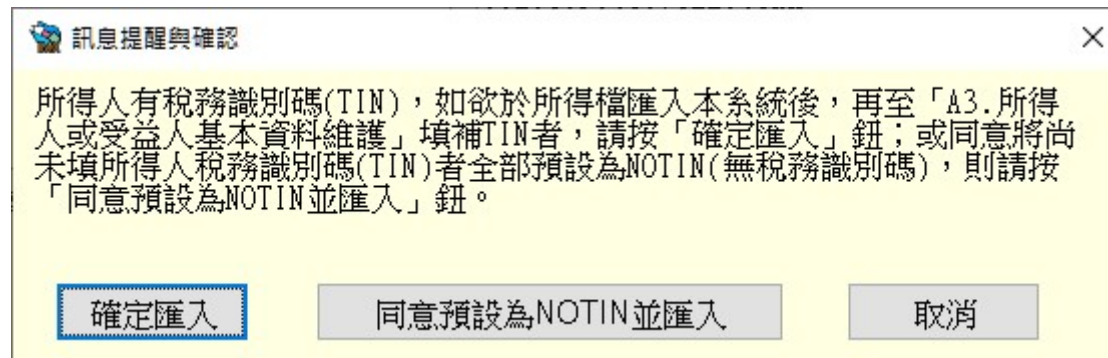 訊息提醒與確認
所得人有稅務識別碼(TIN)，如欲於所得檔匯入本系統後，再至「A3.所得
人或受益人基本資料維護」填補TIN者，請按「確定匯入」鈕；或同意將尚
未填所得人稅務識別碼(TIN)者全部預設為NOTIN(無稅務識別碼)，則請按
「同意預設為NOTIN並匯入」鈕。
確定匯入
同意預設為NOTIN並匯入
取消